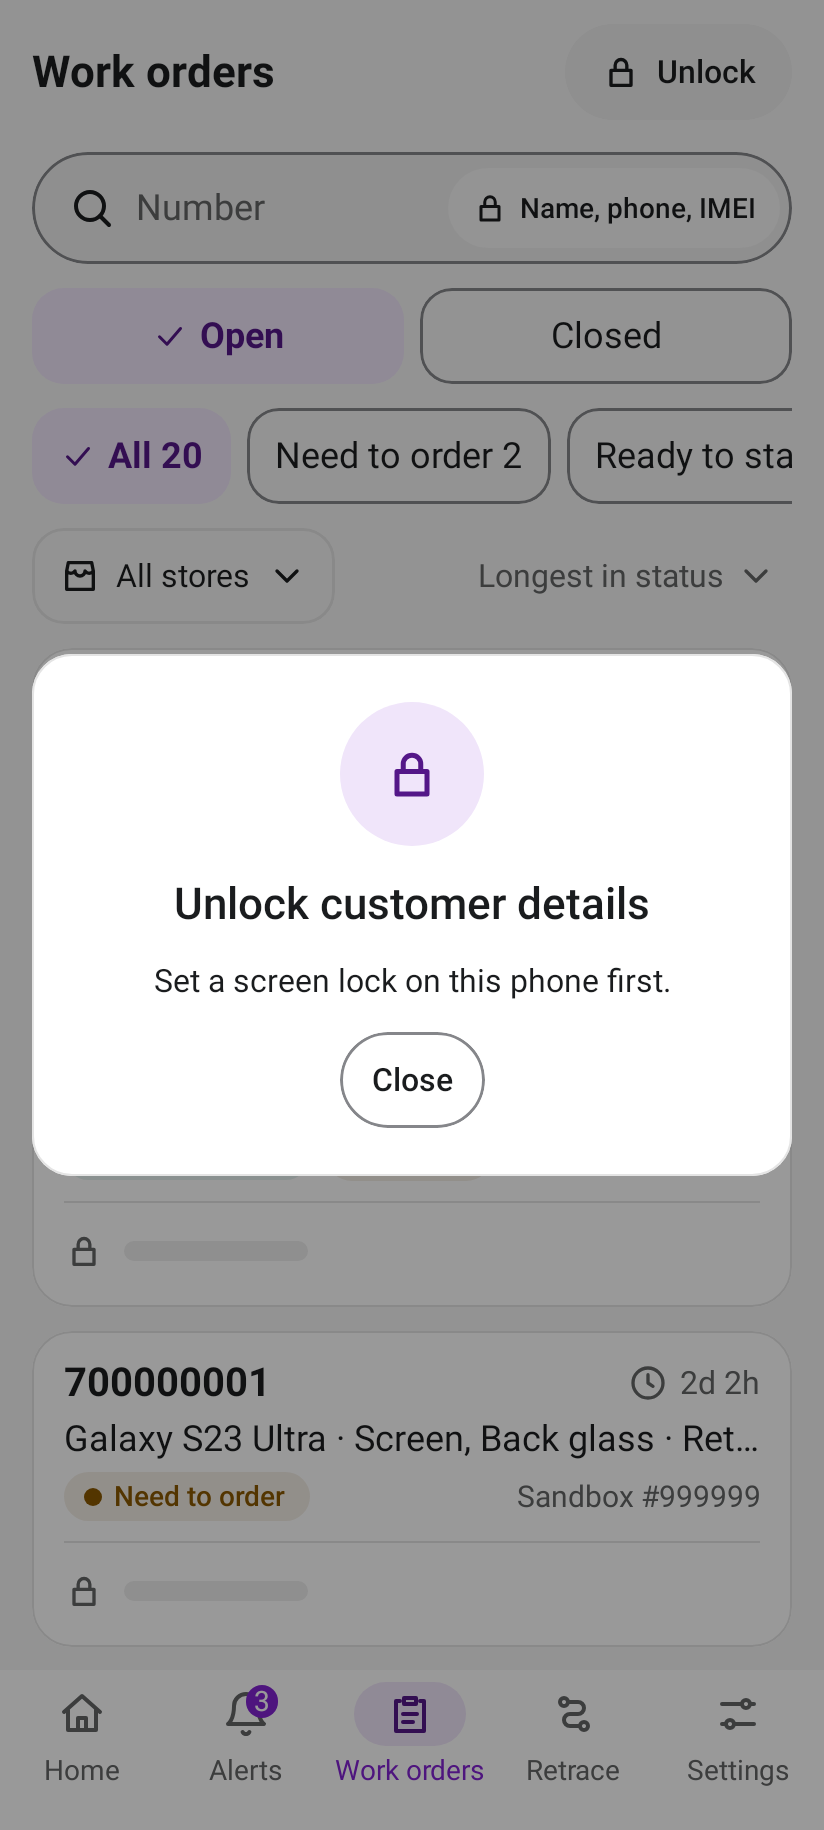 Work orders
Unlock
Number
Name, phone, IMEI
Open
Closed
All 20
Need to order 2
Ready to sta
All stores
Longest in status
Unlock customer details
Set a screen lock on this phone first.
Close
700000001
2d 2h
Galaxy S23 Ultra · Screen, Back glass · Ret...
Need to order
Sandbox #999999
3
Home
Alerts
Work orders
Retrace
Settings